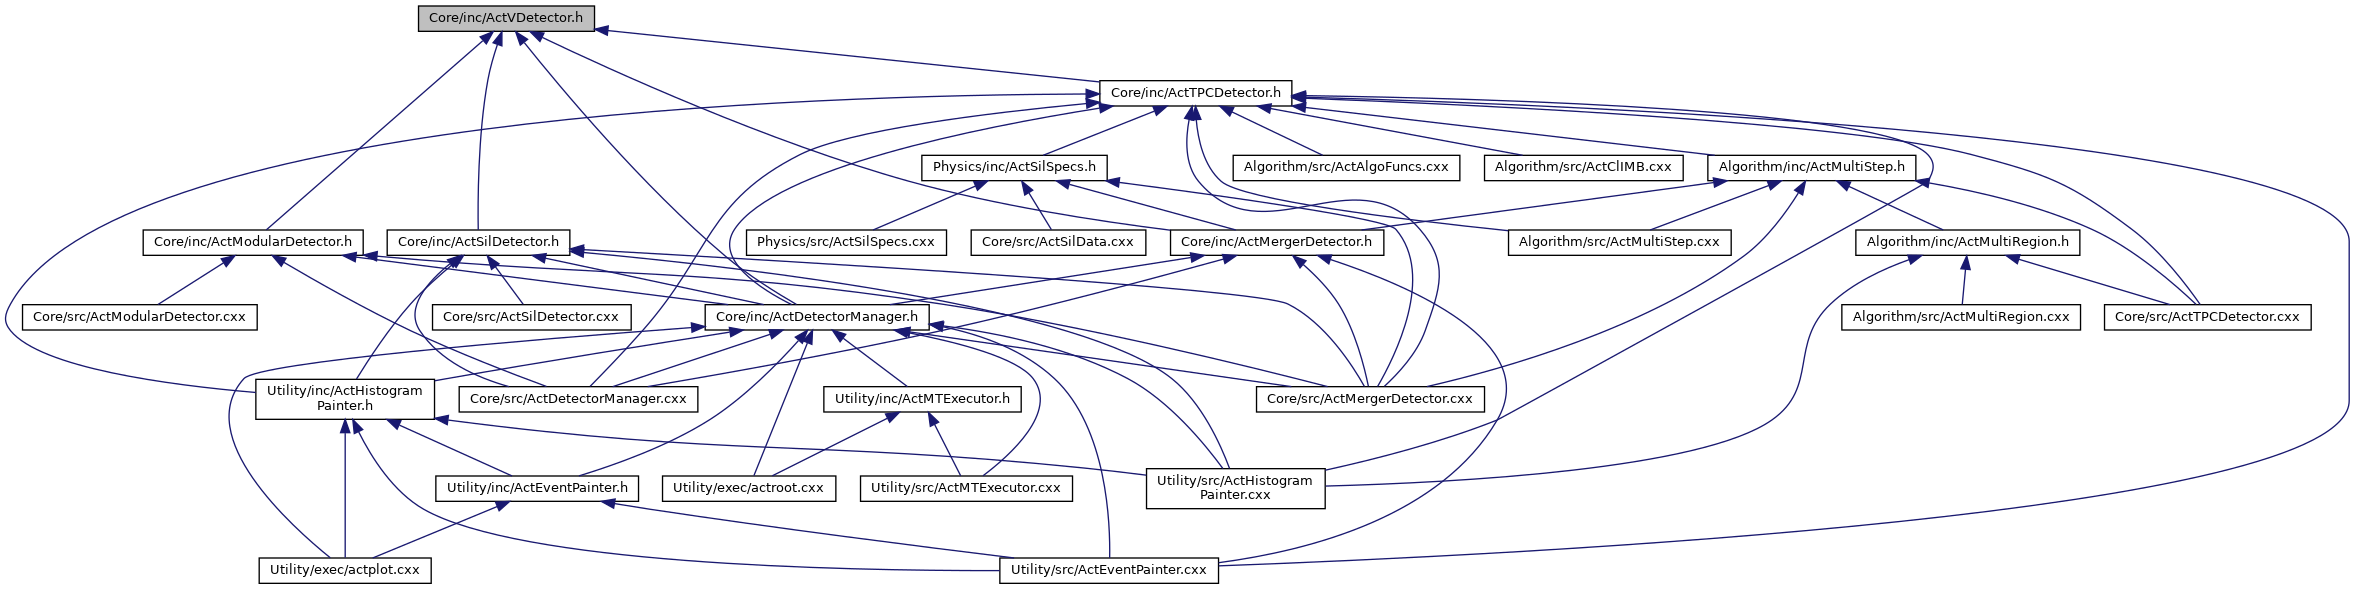 Core/inc/ActVDetector.h
Core/inc/ActTPCDetector.h
Physics/inc/ActSilSpecs.h
Algorithm/src/ActAlgoFuncs.cxx
Algorithm/src/ActClIMB.cxx
Algorithm/inc/ActMultiStep.h
Core/inc/ActModularDetector.h
Core/inc/ActSilDetector.h
Physics/src/ActSilSpecs.cxx
Core/src/ActSilData.cxx
Core/inc/ActMergerDetector.h
Algorithm/src/ActMultiStep.cxx
Algorithm/inc/ActMultiRegion.h
Core/src/ActModularDetector.cxx
Core/src/ActSilDetector.cxx
Core/inc/ActDetectorManager.h
Algorithm/src/ActMultiRegion.cxx
Core/src/ActTPCDetector.cxx
Utility/inc/ActHistogram
Painter.h
Core/src/ActDetectorManager.cxx
Utility/inc/ActMTExecutor.h
Core/src/ActMergerDetector.cxx
Utility/inc/ActEventPainter.h
Utility/exec/actroot.cxx
Utility/src/ActMTExecutor.cxx
Utility/src/ActHistogram
Painter.cxx
Utility/exec/actplot.cxx
Utility/src/ActEventPainter.cxx